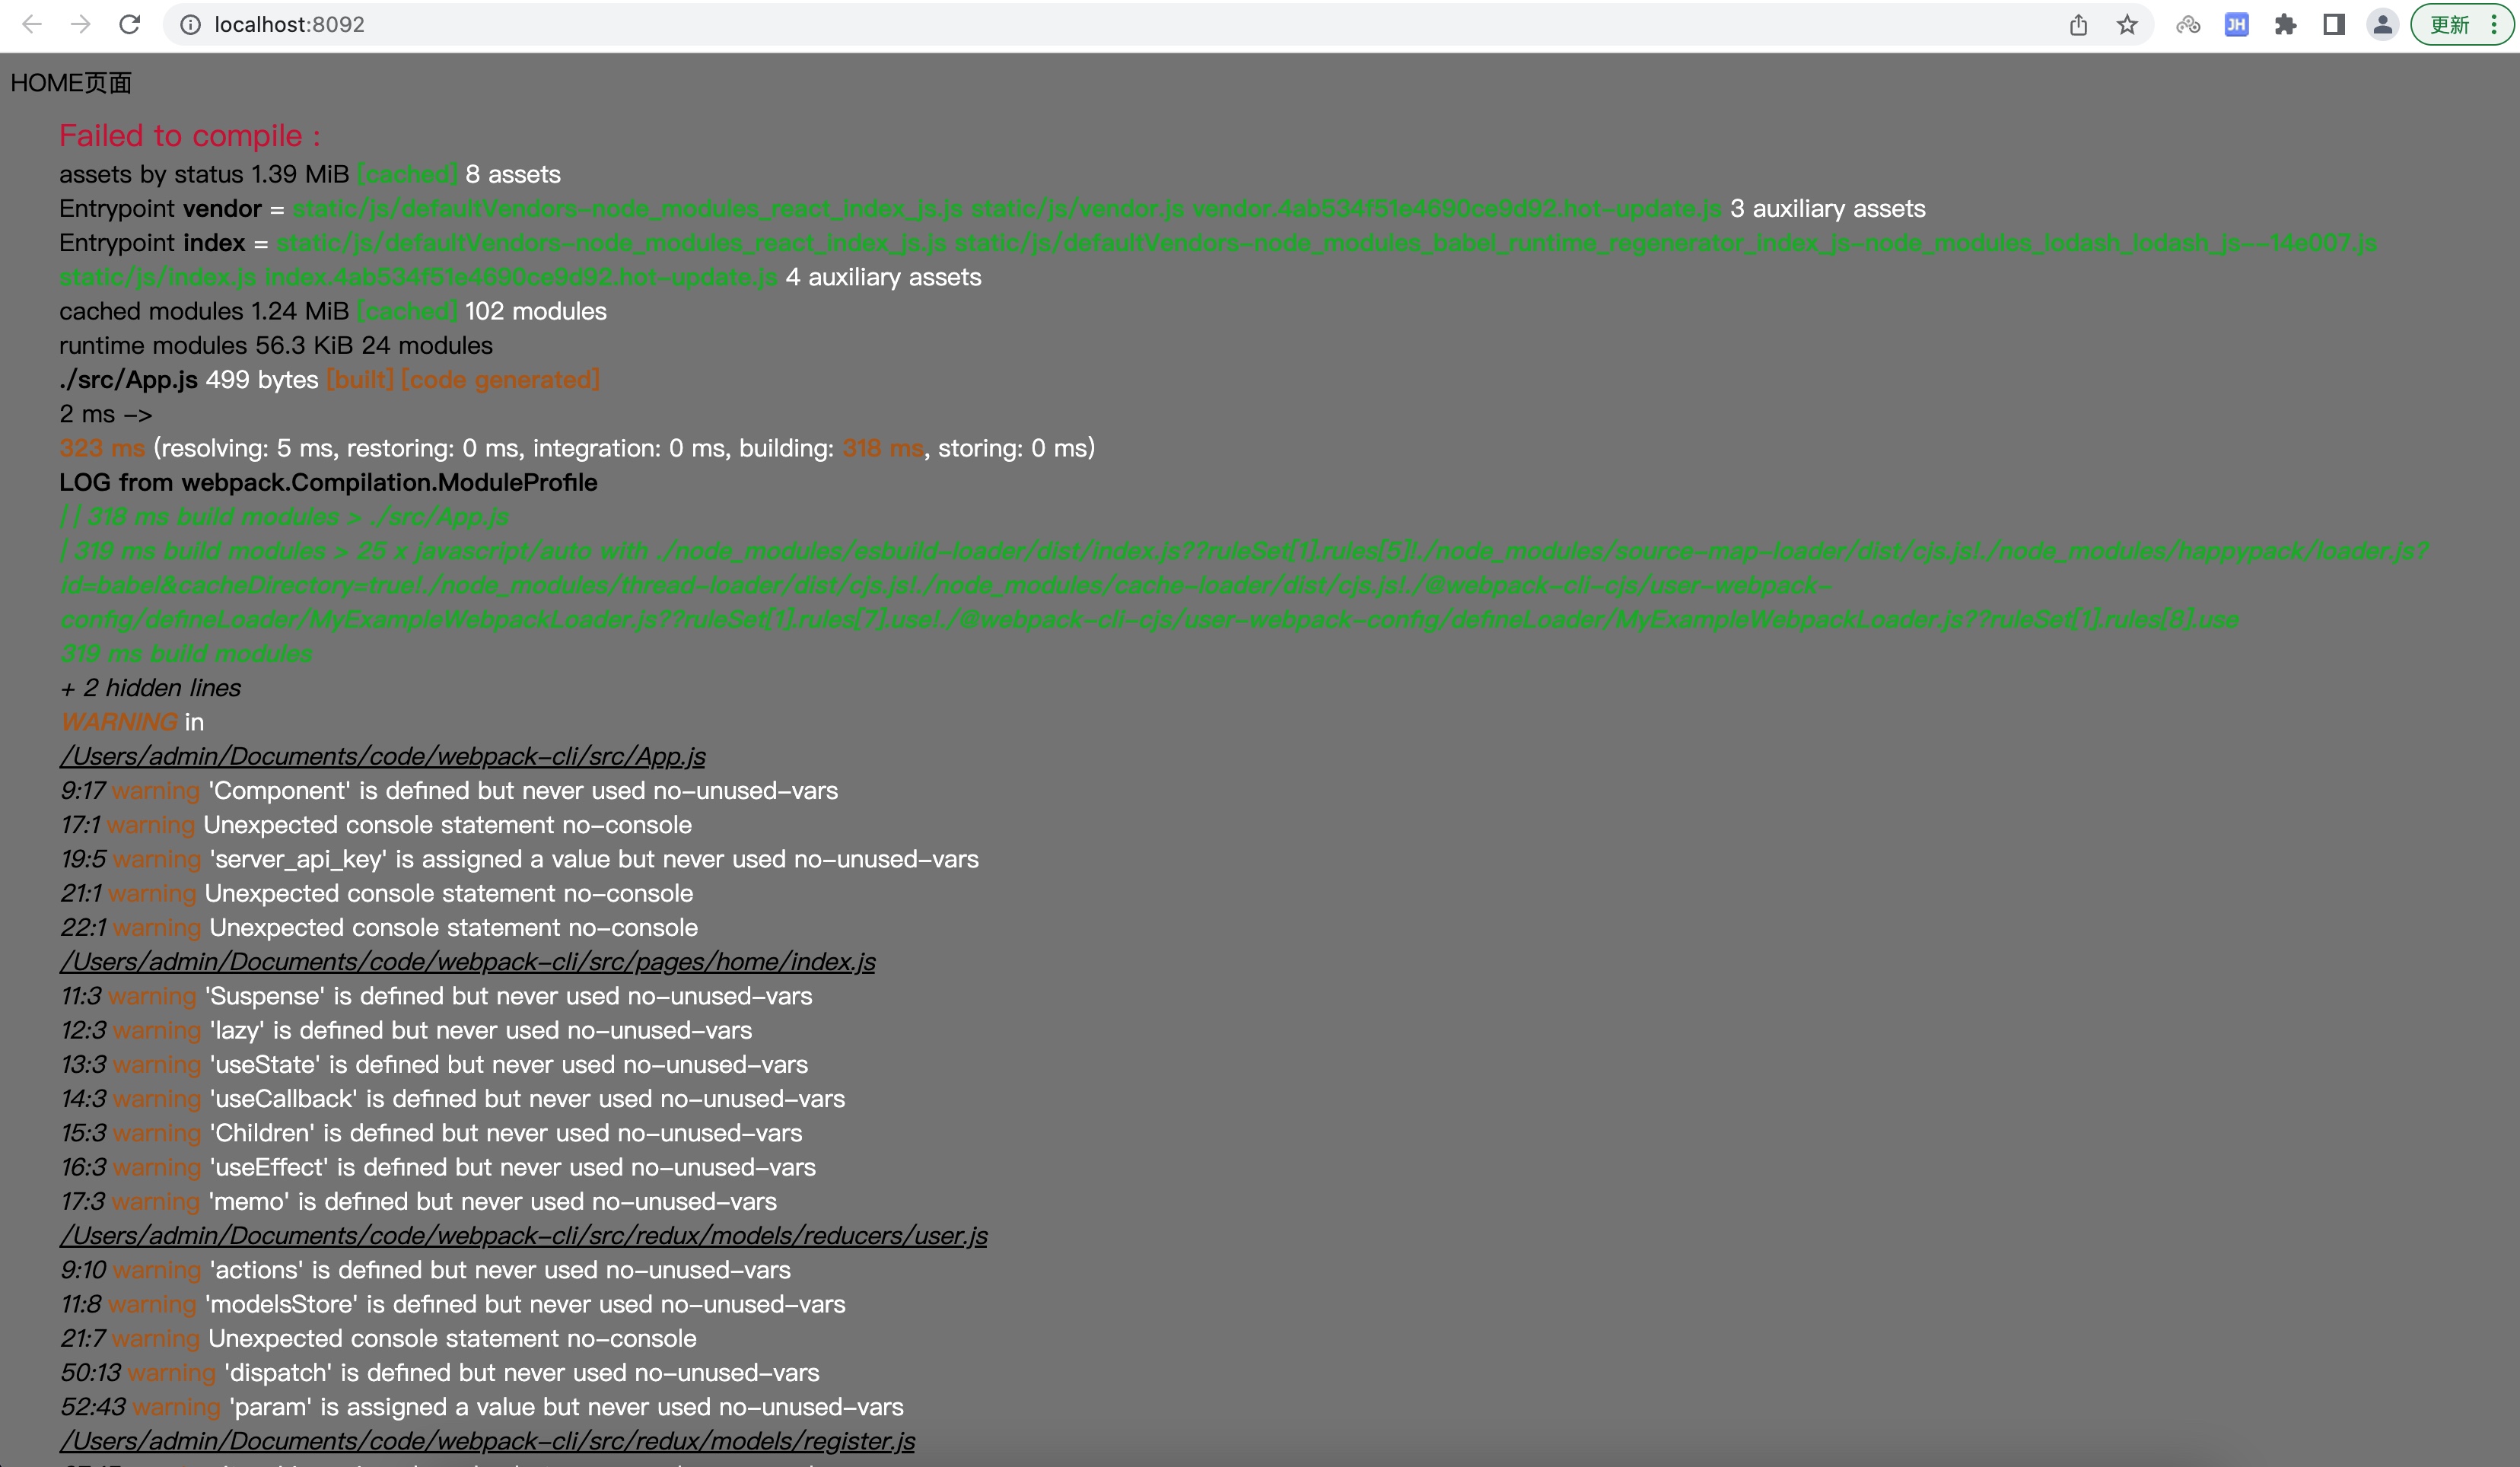 localhost:8092
JH
更新
HOME页面
Failed to compile :
assets by status 1.39 MiB [cached] 8 assets
Entrypoint vendor = static/js/defaultVendors-node_modules_react_index_js.js static/js/vendor.js vendor.4ab534f51e4690ce9d92.hot-update.js 3 auxiliary assets
Entrypoint index = static/js/defaultVendors-node_modules_react_index_js.js static/js/defaultVendors-node_modules_babel_runtime_regenerator_index_js-node_modules_lodash_lodash_js--14e007.js
static/js/index.js index.4ab534f51e4690ce9d92.hot-update.js 4 auxiliary assets
cached modules 1.24 MiB [cached] 102 modules
runtime modules 56.3 KiB 24 modules
./src/App.js 499 bytes [built] [code generated]
2 ms ->
323 ms (resolving: 5 ms, restoring: 0 ms, integration: 0 ms, building: 318 ms, storing: 0 ms)
LOG from webpack.Compilation.ModuleProfile
| | 318 ms build modules > ./src/App.js
| 319 ms build modules > 25 x javascript/auto with ./node_modules/esbuild-loader/dist/index.js??ruleSet[1].rules[5]!./node_modules/source-map-loader/dist/cjs.js!./node_modules/happypack/loader.js?
id=babel&cacheDirectory=true!./node_modules/thread-loader/dist/cjs.js!./node_modules/cache-loader/dist/cjs.js!./@webpack-cli-cjs/user-webpack-
config/defineLoader/MyExampleWebpackLoader.js??ruleSet[1].rules[7].use!./@webpack-cli-cjs/user-webpack-config/defineLoader/MyExampleWebpackLoader.js??ruleSet[1].rules[8].use
319 ms build modules
+ 2 hidden lines
WARNING in
/Users/admin/Documents/code/webpack-cli/src/App.js
9:17 warning 'Component' is defined but never used no-unused-vars
17:1 warning Unexpected console statement no-console
19:5 warning 'server_api_key' is assigned a value but never used no-unused-vars
21:1 warning Unexpected console statement no-console
22:1 warning Unexpected console statement no-console
/Users/admin/Documents/code/webpack-cli/src/pages/home/index.js
11:3 warning 'Suspense' is defined but never used no-unused-vars
12:3 warning 'lazy' is defined but never used no-unused-vars
13:3 warning 'useState' is defined but never used no-unused-vars
14:3 warning 'useCallback' is defined but never used no-unused-vars
15:3 warning 'Children' is defined but never used no-unused-vars
16:3 warning 'useEffect' is defined but never used no-unused-vars
17:3 warning 'memo' is defined but never used no-unused-vars
/Users/admin/Documents/code/webpack-cli/src/redux/models/reducers/user.js
9:10 warning 'actions' is defined but never used no-unused-vars
11:8 warning 'modelsStore' is defined but never used no-unused-vars
21:7 warning Unexpected console statement no-console
50:13 warning 'dispatch' is defined but never used no-unused-vars
52:43 warning 'param' is assigned a value but never used no-unused-vars
/Users/admin/Documents/code/webpack-cli/src/redux/models/register.js